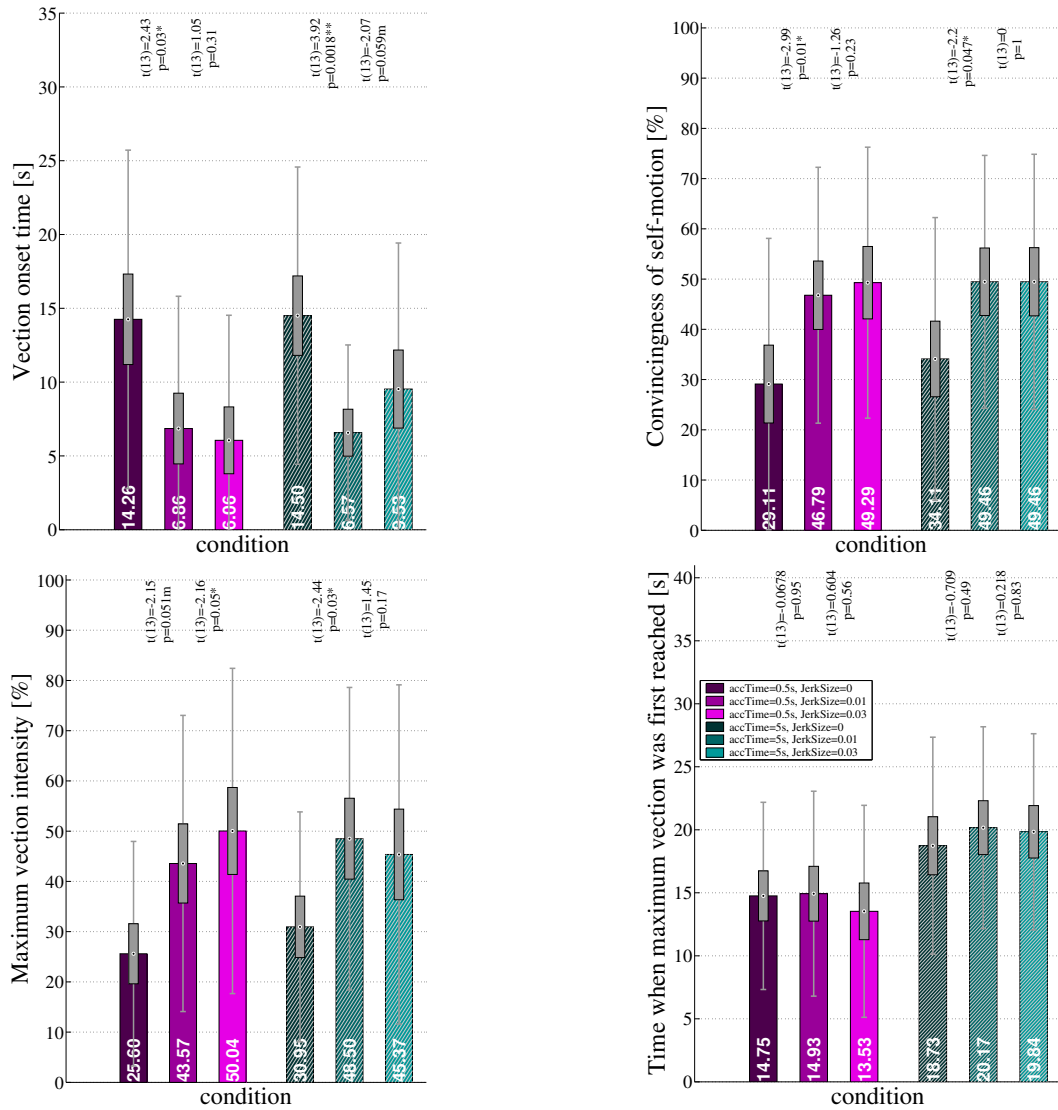 Vection onset time [s]
35
30
25
20
15
10
5
0
t(13)=2.43
p=0.03*
t(13)=1.05
p=0.31
t(13)=3.92
p=0.0018**
t(13)=-2.07
p=0.059m
14.26
6.86
6.06
14.50
6.57
9.53
condition
Convincingness of self-motion [%]
100
90
80
70
60
50
40
30
20
10
0
t(13)=-2.99
p=0.01*
t(13)=-1.26
p=0.23
t(13)=-2.2
p=0.047*
t(13)=0
p=1
29.11
46.79
49.29
34.11
49.46
49.46
condition
Maximum vection intensity [%]
100
90
80
70
60
50
40
30
20
10
0
t(13)=-2.15
p=0.051m
t(13)=-2.16
p=0.05*
t(13)=-2.44
p=0.03*
t(13)=1.45
p=0.17
25.60
43.57
50.04
30.95
48.50
45.37
condition
Time when maximum vection was first reached [s]
40
35
30
25
20
15
10
5
0
t(13)=-0.0678
p=0.95
t(13)=0.604
p=0.56
t(13)=-0.709
p=0.49
t(13)=0.218
p=0.83
accTime=0.5s, JerkSize=0
accTime=0.5s, JerkSize=0.01
accTime=0.5s, JerkSize=0.03
accTime=5s, JerkSize=0
accTime=5s, JerkSize=0.01
accTime=5s, JerkSize=0.03
14.75
14.93
13.53
18.73
20.17
19.84
condition